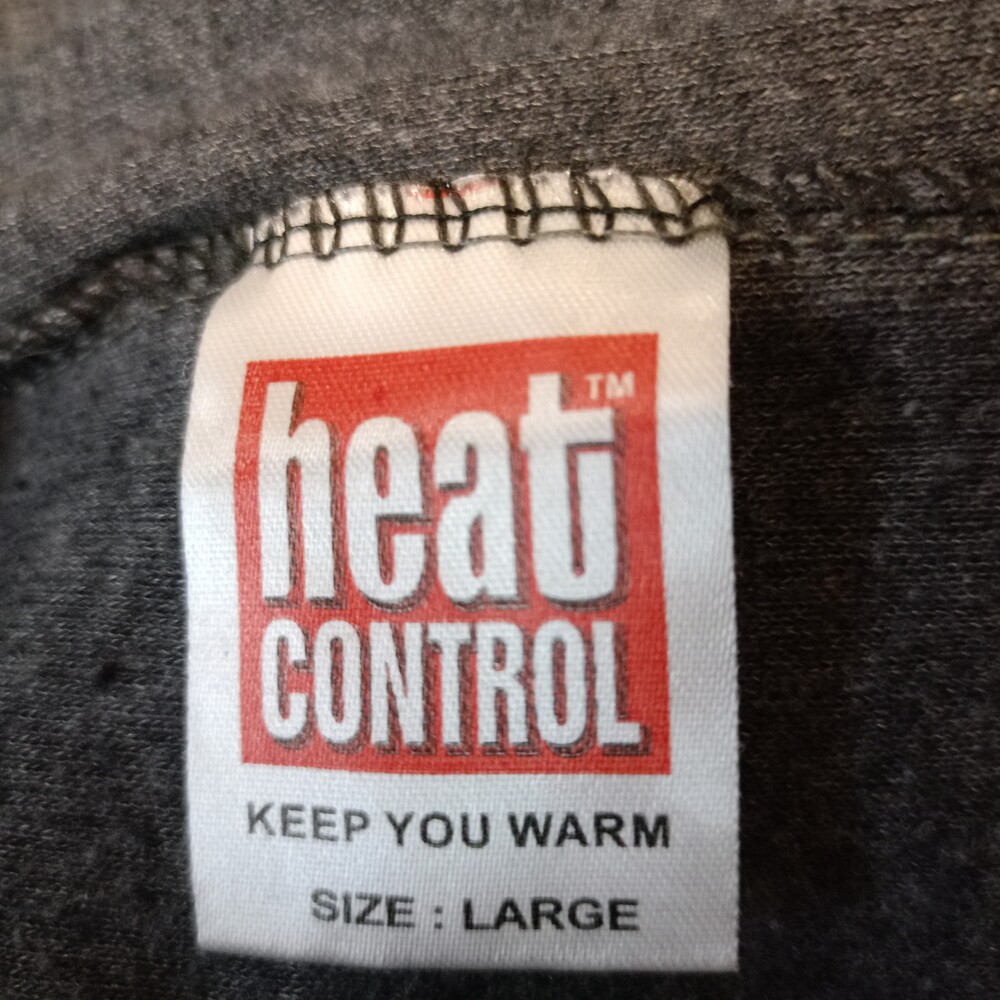 heat™
CONTROL
KEEP YOU WARM
SIZE : LARGE